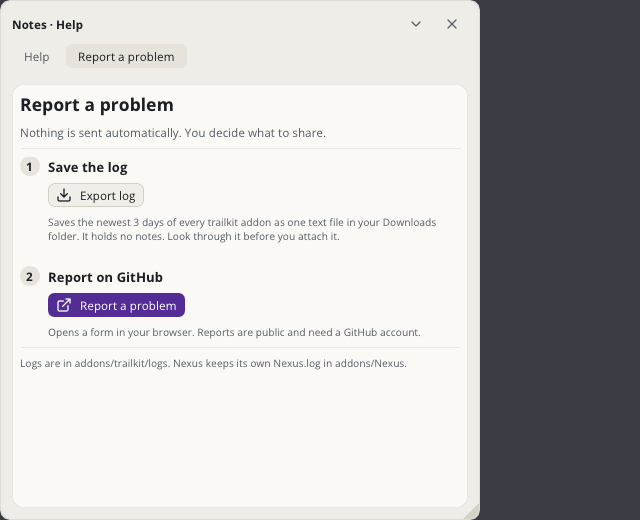 Notes · Help
Help
Report a problem
Report a problem
Nothing is sent automatically. You decide what to share.
1
Save the log
Export log
Saves the newest 3 days of every trailkit addon as one text file in your Downloads
folder. It holds no notes. Look through it before you attach it.
2
Report on GitHub
Report a problem
Opens a form in your browser. Reports are public and need a GitHub account.
Logs are in addons/trailkit/logs. Nexus keeps its own Nexus.log in addons/Nexus.